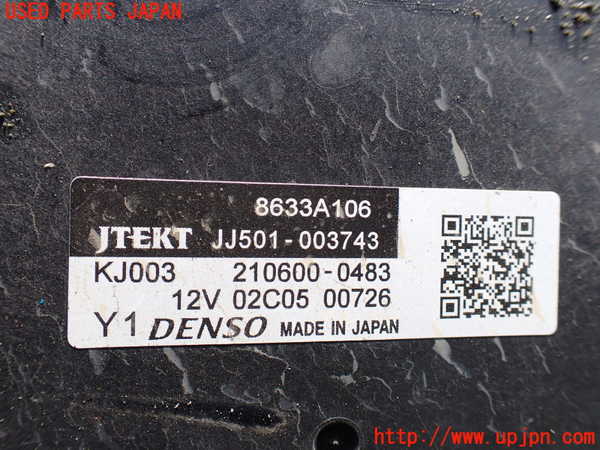 USED PARTS JAPAN
8633A106
JTEKT JJ501-003743
KJ003 210600-0483
12V 02C05 00726
Y1 DENSO MADE IN JAPAN
http://www.upjpn.com/